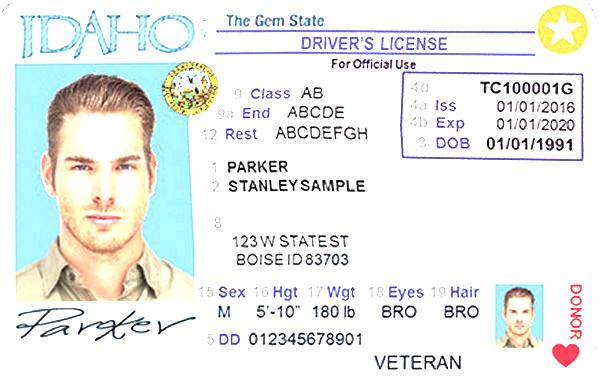 IDAHO
The Gem State
DRIVER'S LICENSE
For Official Use
9 Class AB
9a End ABCDE
12 Rest ABCDEFGH
4d TC100001G
4a Iss 01/01/2016
4b Exp 01/01/2020
3 DOB 01/01/1991
1 PARKER
2 STANLEY SAMPLE
8
123 W STATE ST
BOISE ID 83703
15 Sex 16 Hgt 17 Wgt 18 Eyes 19 Hair
M 5'-10" 180 lb BRO BRO
Parker
5 DD 012345678901
VETERAN
DONOR